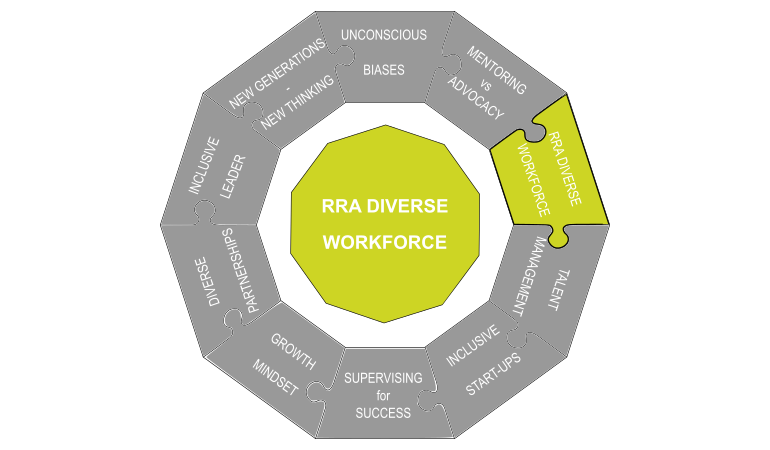 UNCONSCIOUS
BIASES
MENTORING
vs
ADVOCACY
RRA DIVERSE
WORKFORCE
TALENT
MANAGEMENT
INCLUSIVE
START-UPS
SUPERVISING
for
SUCCESS
GROWTH
MINDSET
DIVERSE
PARTNERSHIPS
INCLUSIVE
LEADER
NEW GENERATIONS
-
NEW THINKING
RRA DIVERSE
WORKFORCE